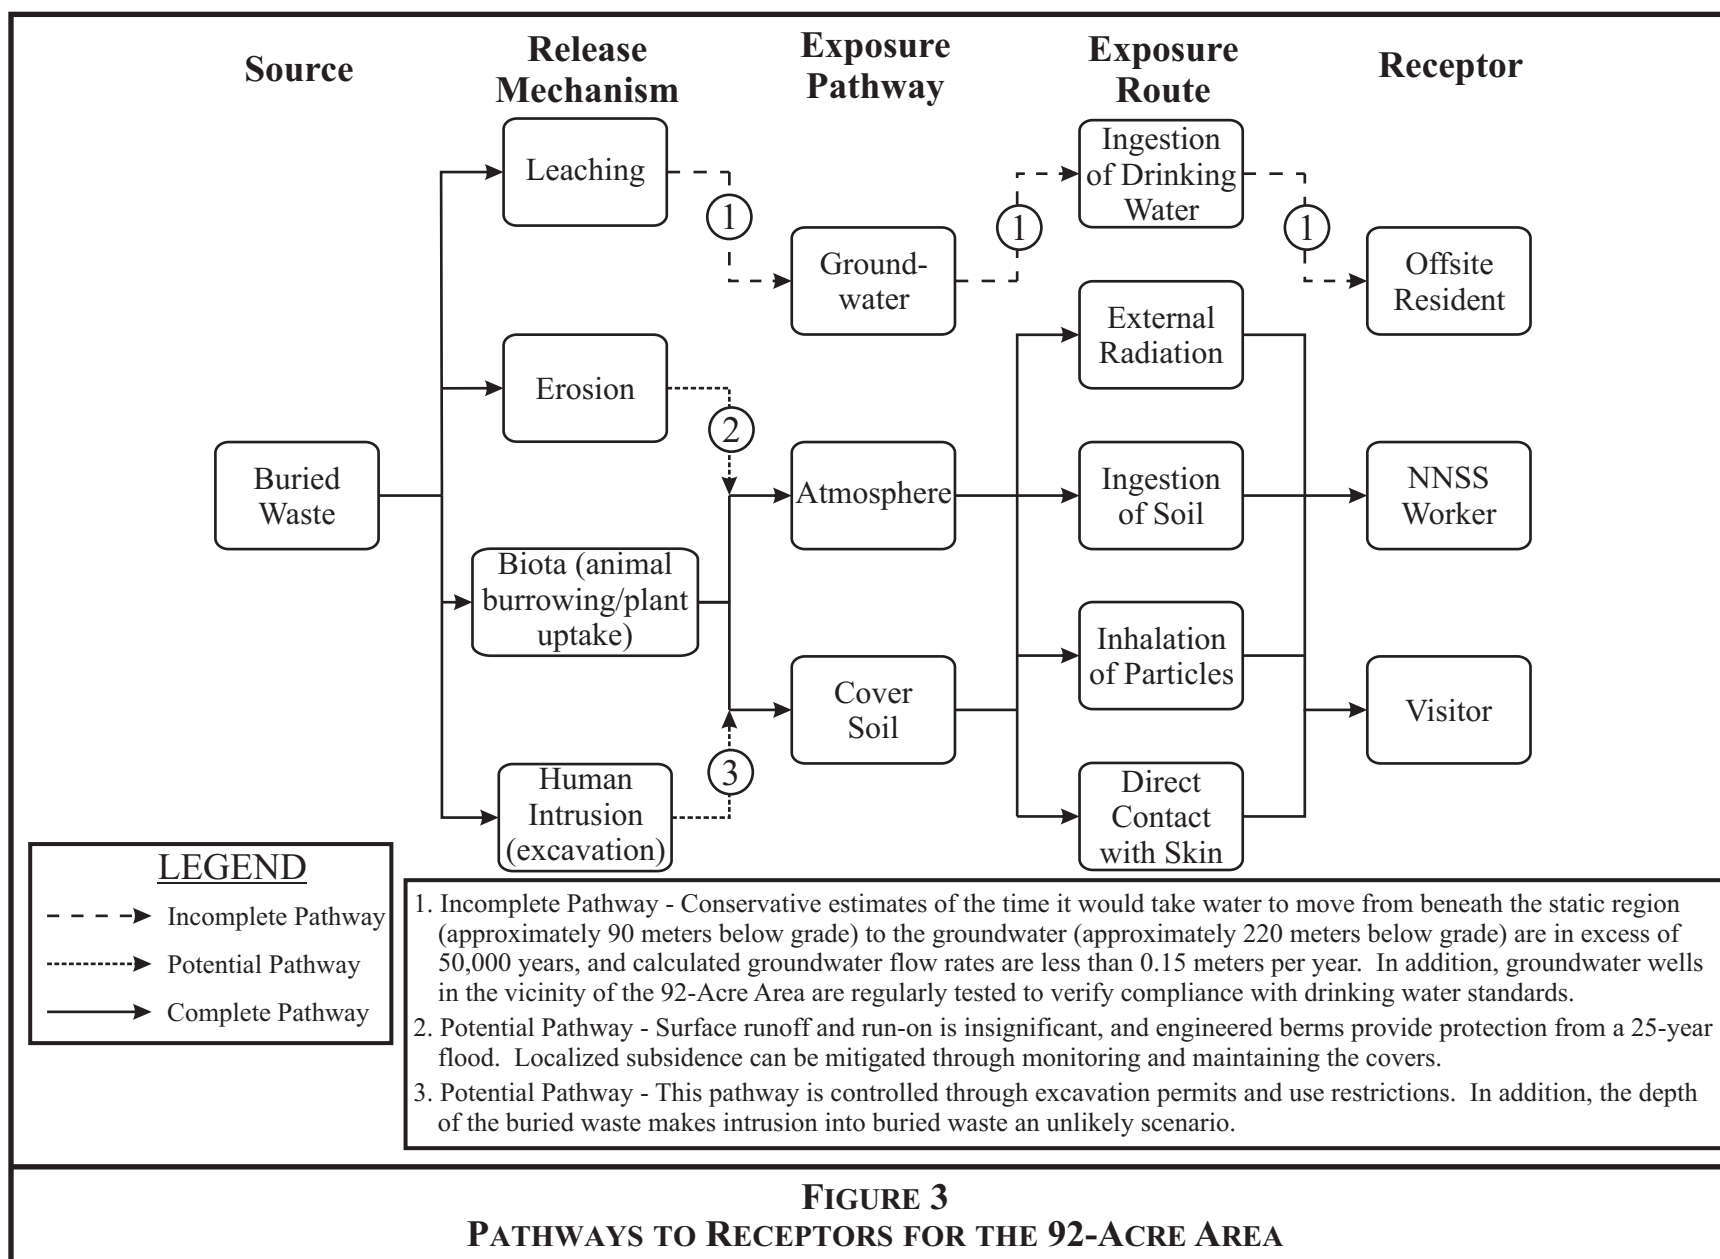 Source
Release
Mechanism
Exposure
Pathway
Exposure
Route
Receptor
Leaching
1
Ground-
water
1
Ingestion
of Drinking
Water
1
Offsite
Resident
Erosion
2
External
Radiation
Buried
Waste
Atmosphere
Ingestion
of Soil
NNSS
Worker
Biota (animal
burrowing/plant
uptake)
Cover
Soil
Inhalation
of Particles
Visitor
Human
Intrusion
(excavation)
3
Direct
Contact
with Skin
LEGEND
Incomplete Pathway
Potential Pathway
Complete Pathway
1. Incomplete Pathway - Conservative estimates of the time it would take water to move from beneath the static region
(approximately 90 meters below grade) to the groundwater (approximately 220 meters below grade) are in excess of
50,000 years, and calculated groundwater flow rates are less than 0.15 meters per year. In addition, groundwater wells
in the vicinity of the 92-Acre Area are regularly tested to verify compliance with drinking water standards.
2. Potential Pathway - Surface runoff and run-on is insignificant, and engineered berms provide protection from a 25-year
flood. Localized subsidence can be mitigated through monitoring and maintaining the covers.
3. Potential Pathway - This pathway is controlled through excavation permits and use restrictions. In addition, the depth
of the buried waste makes intrusion into buried waste an unlikely scenario.
FIGURE 3
PATHWAYS TO RECEPTORS FOR THE 92-ACRE AREA